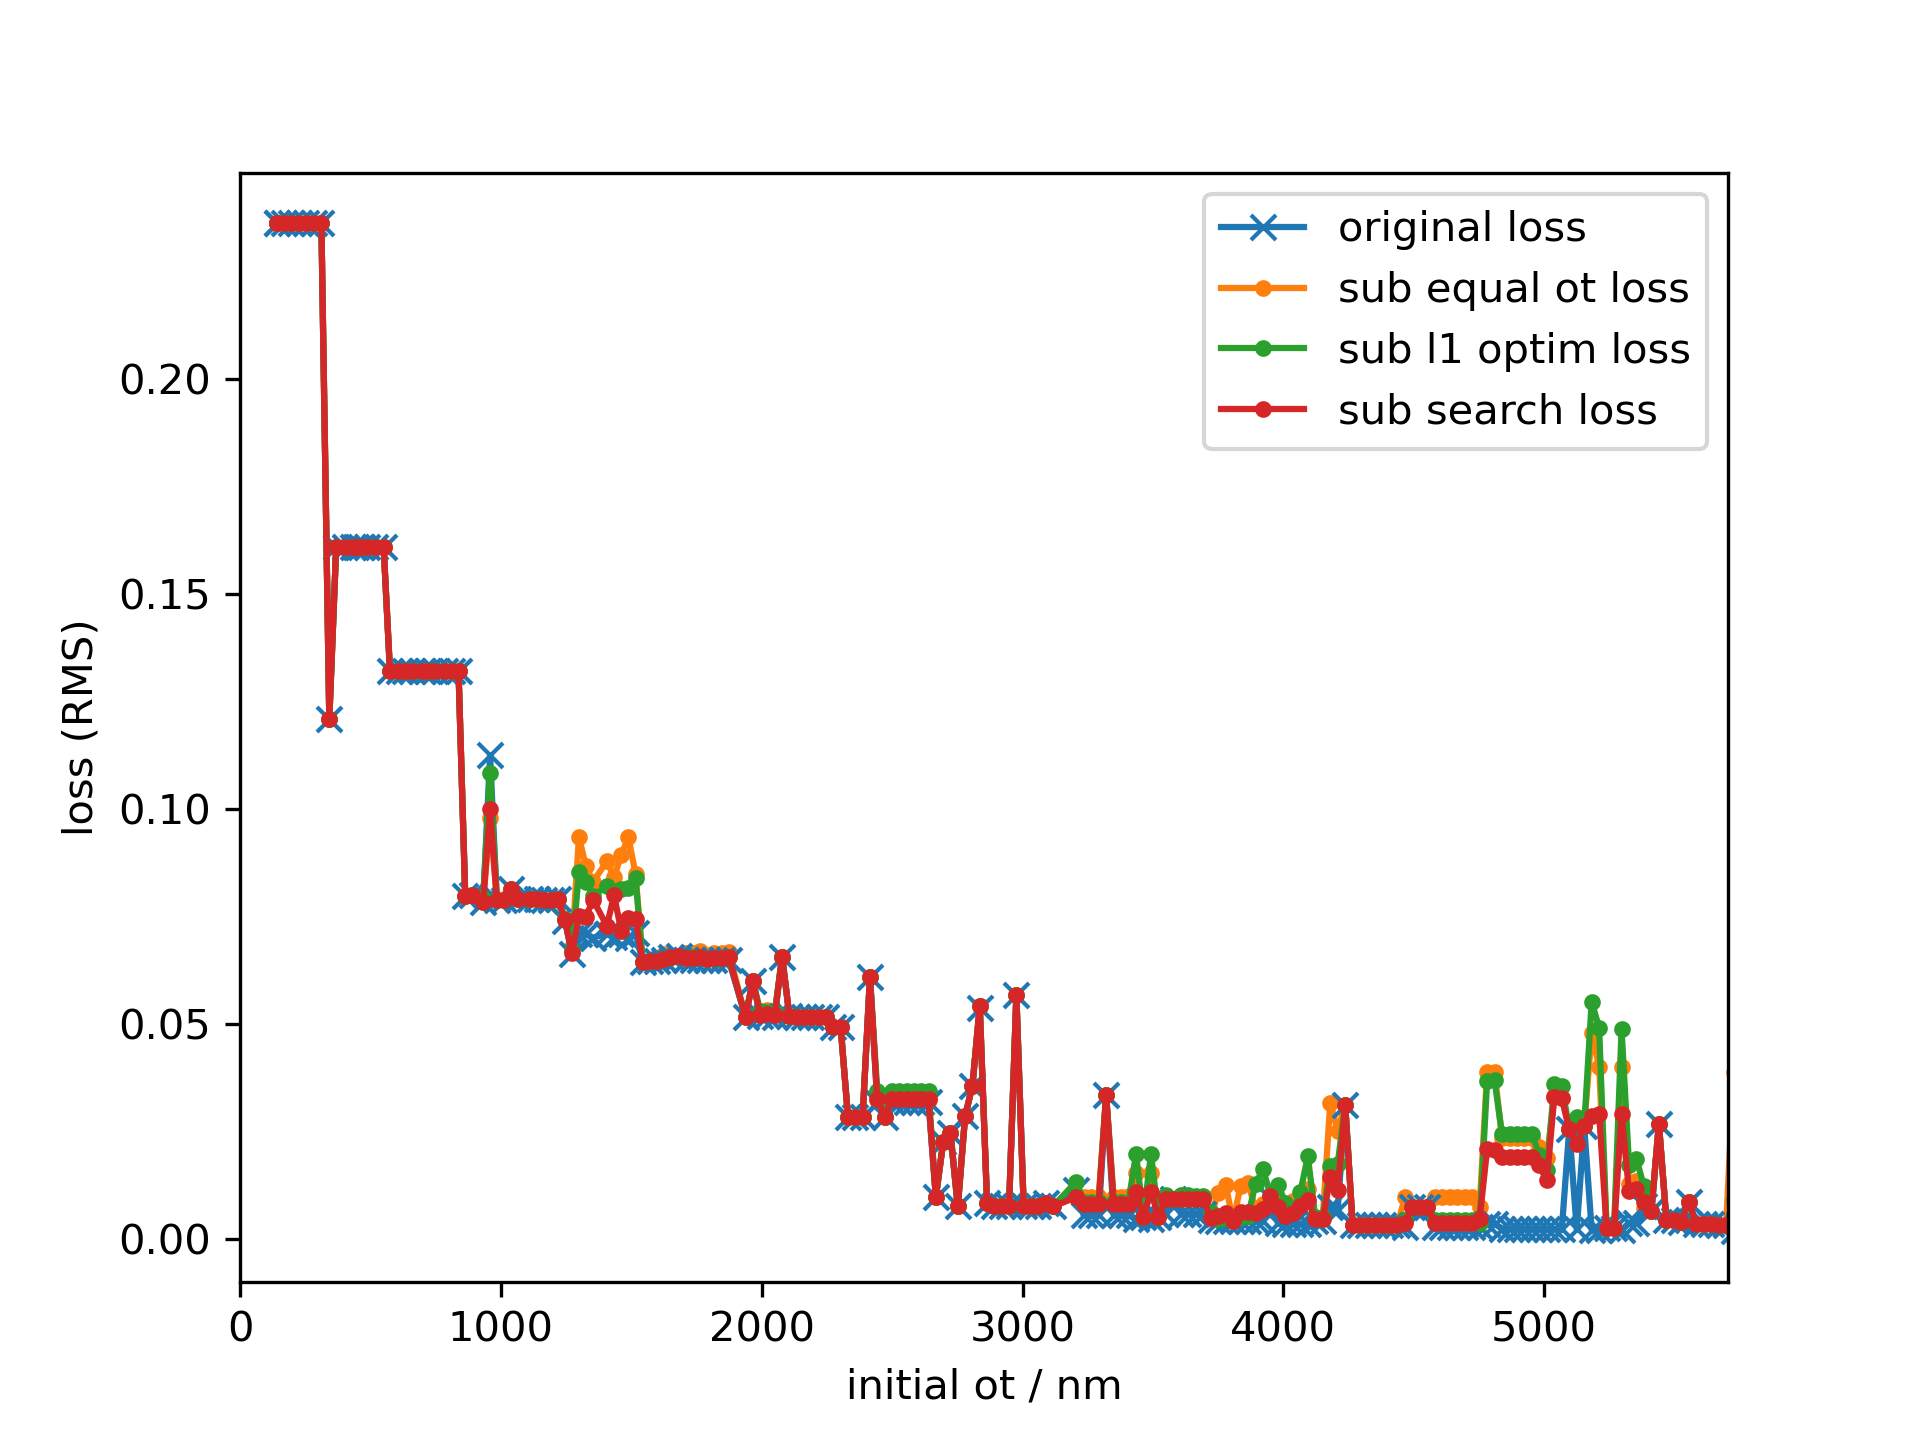 original loss
sub equal ot loss
sub l1 optim loss
sub search loss
0.20
0.15
0.10
0.05
0.00
loss (RMS)
0 1000 2000 3000 4000 5000
initial ot / nm